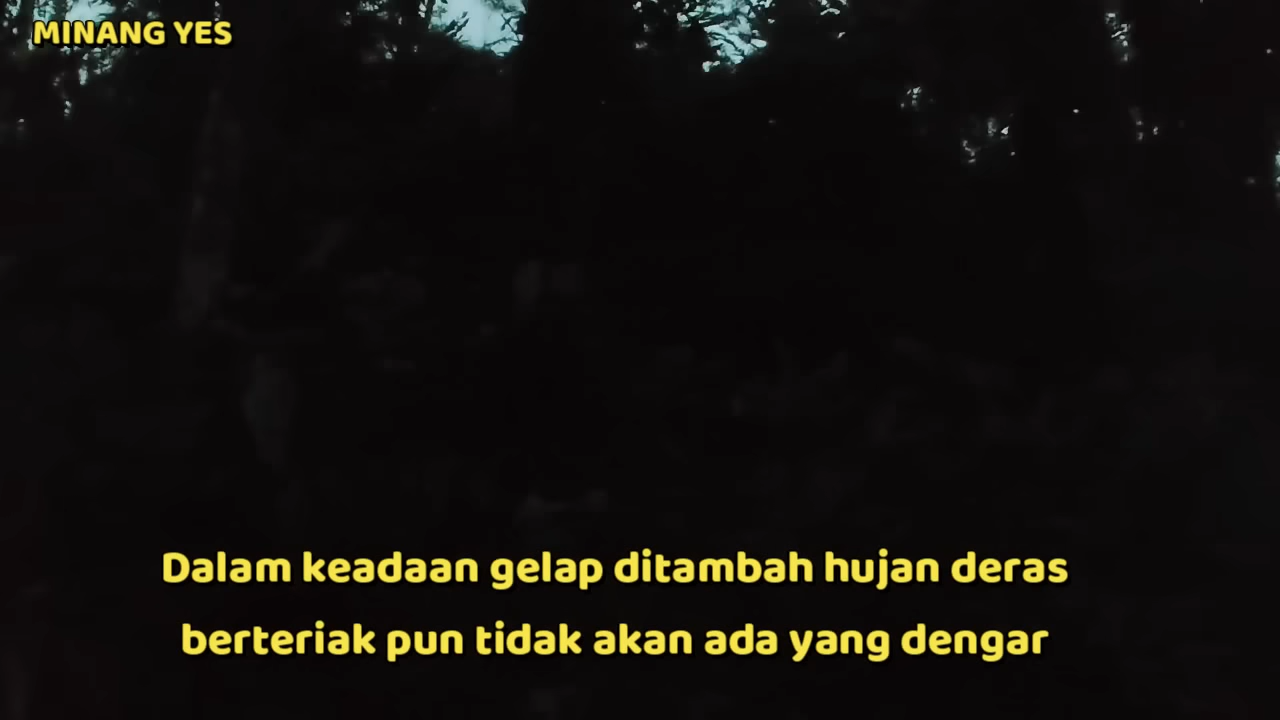 MINANG YES
Dalam keadaan gelap ditambah hujan deras
berteriak pun tidak akan ada yang dengar